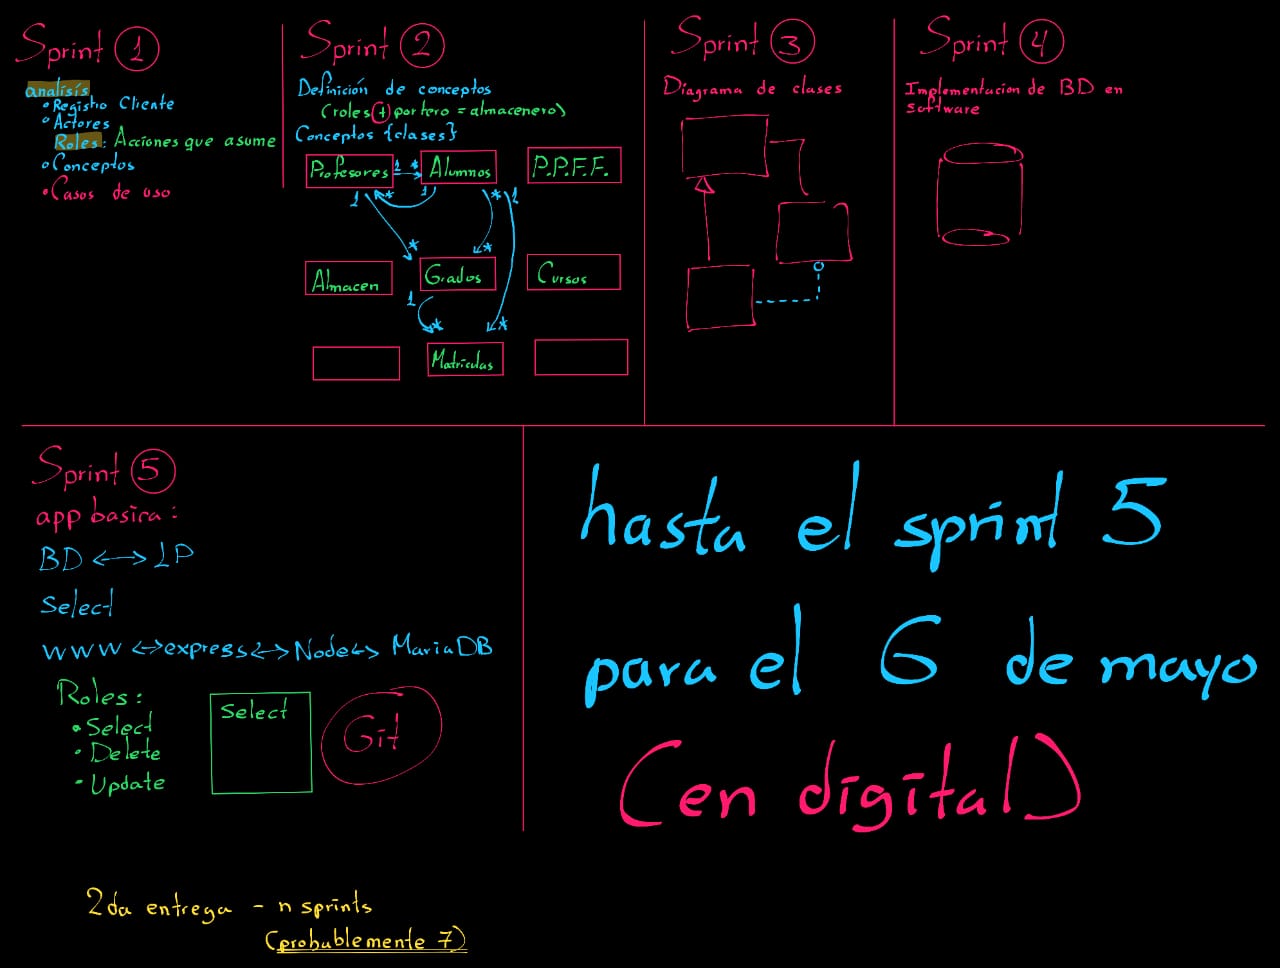 Sprint 1
analisis
• Registro Cliente
• Actores
Roles: Acciones que asume
• Conceptos
• Casos de uso
Sprint 2
Definición de conceptos
(roles + portero = almacenero)
Conceptos {clases}
Profesores 1 * Alumnos P.P.F.F.
1 * 1 * 1
* *
Almacen Grados Cursos
1
* *
Matriculas
Sprint 3
Diagrama de clases
Sprint 4
Implementacion de BD en
Software
Sprint 5
app basica:
BD <--> LP
Select
www <-> express <-> Node <-> MariaDB
Roles:
• Select
• Delete
• Update
Select
Git
hasta el sprint 5
para el 6 de mayo
(en digital)
2da entrega - n sprints
(probablemente 7)